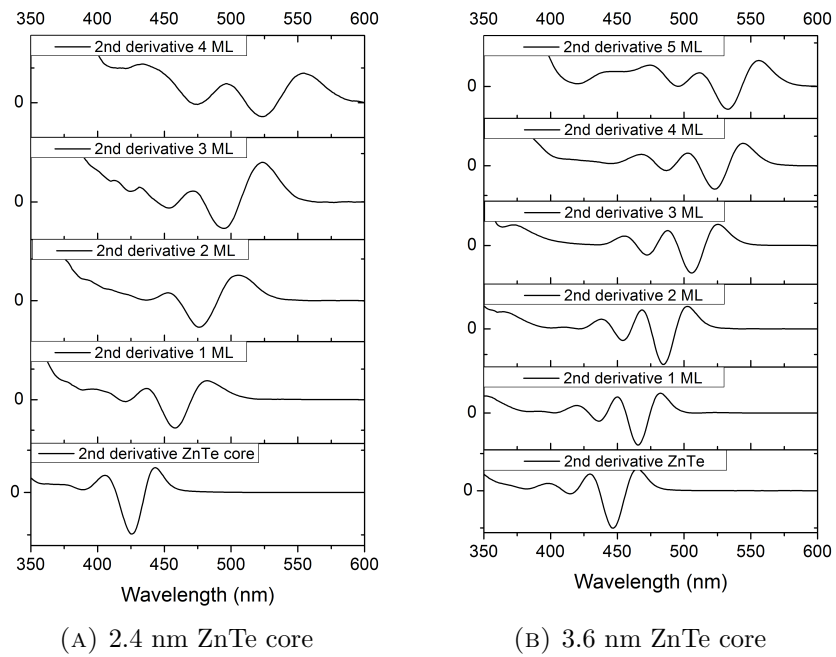 350 400 450 500 550 600
2nd derivative 4 ML
0
2nd derivative 3 ML
0
2nd derivative 2 ML
0
2nd derivative 1 ML
0
2nd derivative ZnTe core
0
350 400 450 500 550 600
Wavelength (nm)
(A) 2.4 nm ZnTe core
350 400 450 500 550 600
2nd derivative 5 ML
0
2nd derivative 4 ML
0
2nd derivative 3 ML
0
2nd derivative 2 ML
0
2nd derivative 1 ML
0
2nd derivative ZnTe
0
350 400 450 500 550 600
Wavelength (nm)
(B) 3.6 nm ZnTe core